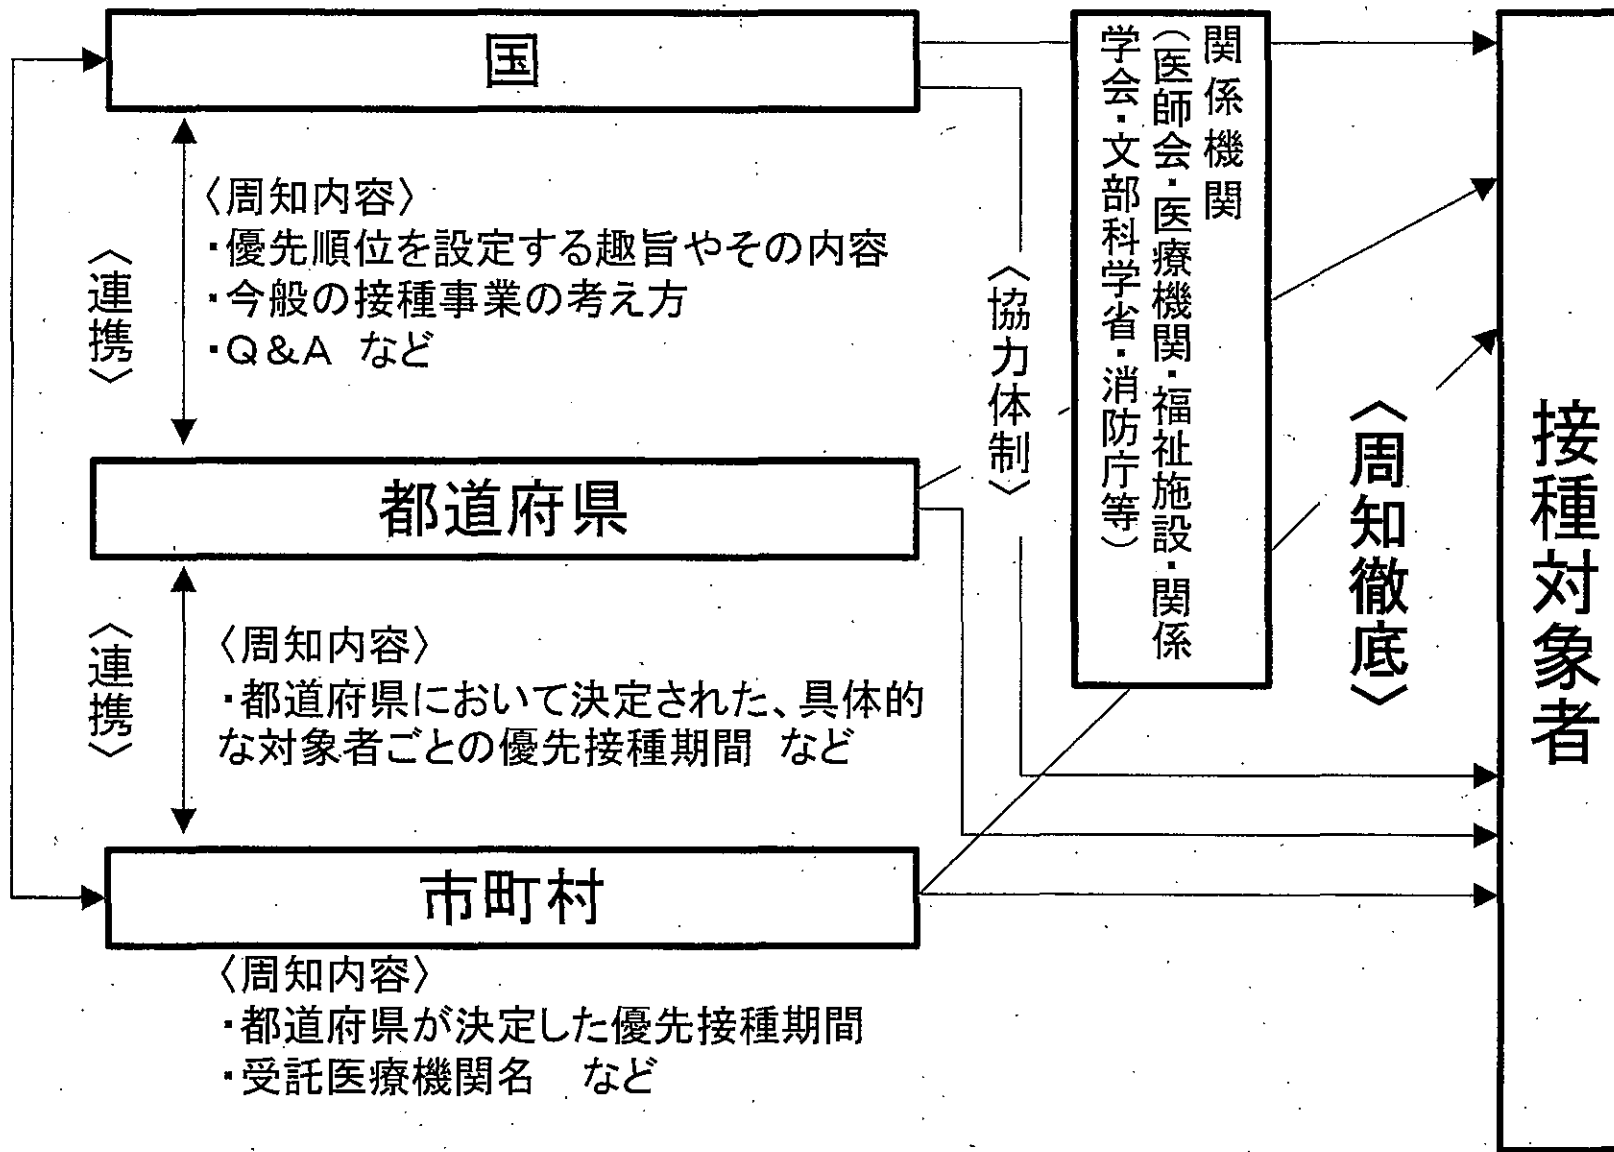 国
〈周知内容〉
・優先順位を設定する趣旨やその内容
・今般の接種事業の考え方
・Q&A など
〈連携〉
都道府県
〈連携〉
〈周知内容〉
・都道府県において決定された、具体的
な対象者ごとの優先接種期間 など
市町村
〈周知内容〉
・都道府県が決定した優先接種期間
・受託医療機関名 など
〈協力体制〉
関係機関
（医師会・医療機関・福祉施設・関係
学会・文部科学省・消防庁等）
〈周知徹底〉
接種対象者